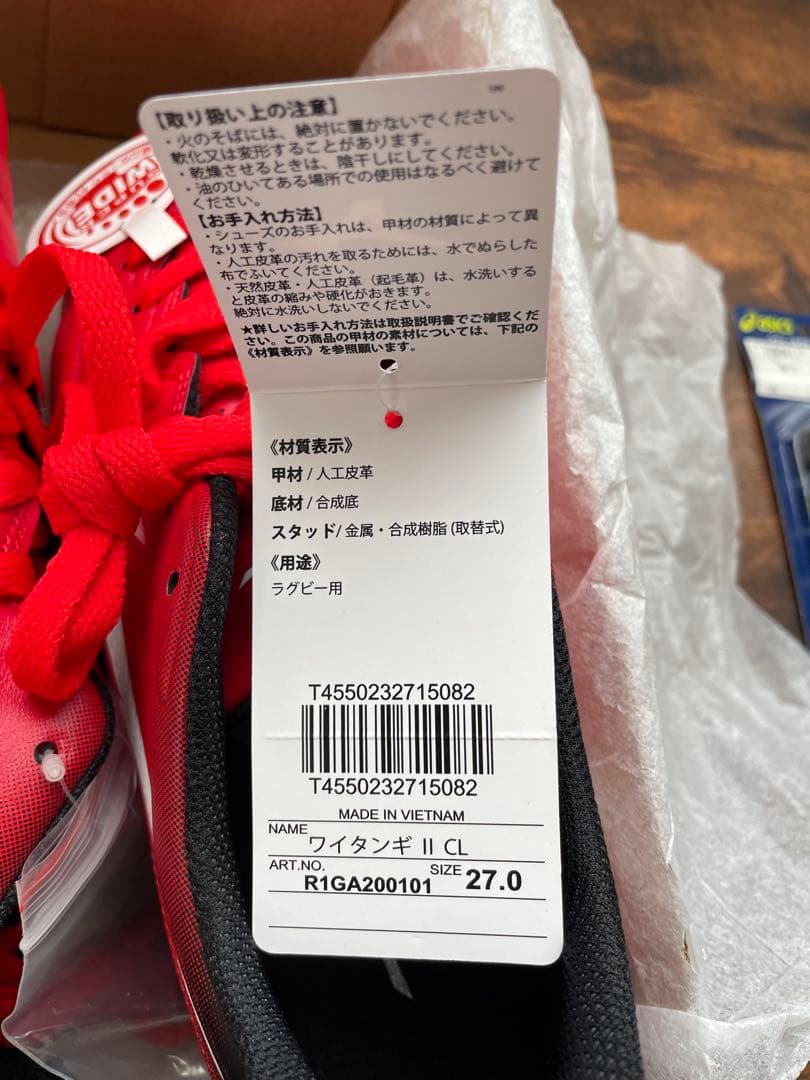 【取り扱い上の注意】
・火のそばには、絶対に置かないでください。
軟化又は変形することがあります。
・乾燥させるときは、陰干しにしてください。
・油のひいてある場所での使用はなるべく避けて
ください。
【お手入れ方法】
・シューズのお手入れは、甲材の材質によって異
なります。
・人工皮革の汚れを取るためには、水でぬらした
布でふいてください。
・天然皮革・人工皮革（起毛革）は、水洗いする
と皮革の縮みや硬化がおきます。
絶対に水洗いしないでください。
★詳しいお手入れ方法は取扱説明書でご確認くだ
さい。この商品の甲材の素材については、下記の
《材質表示》を参照願います。
《材質表示》
甲材 / 人工皮革
底材 / 合成底
スタッド / 金属・合成樹脂 (取替式)
《用途》
ラグビー用
T4550232715082
T4550232715082
MADE IN VIETNAM
NAME ワイタンギ II CL
ART.NO. R1GA200101 SIZE 27.0
WIDE
asics